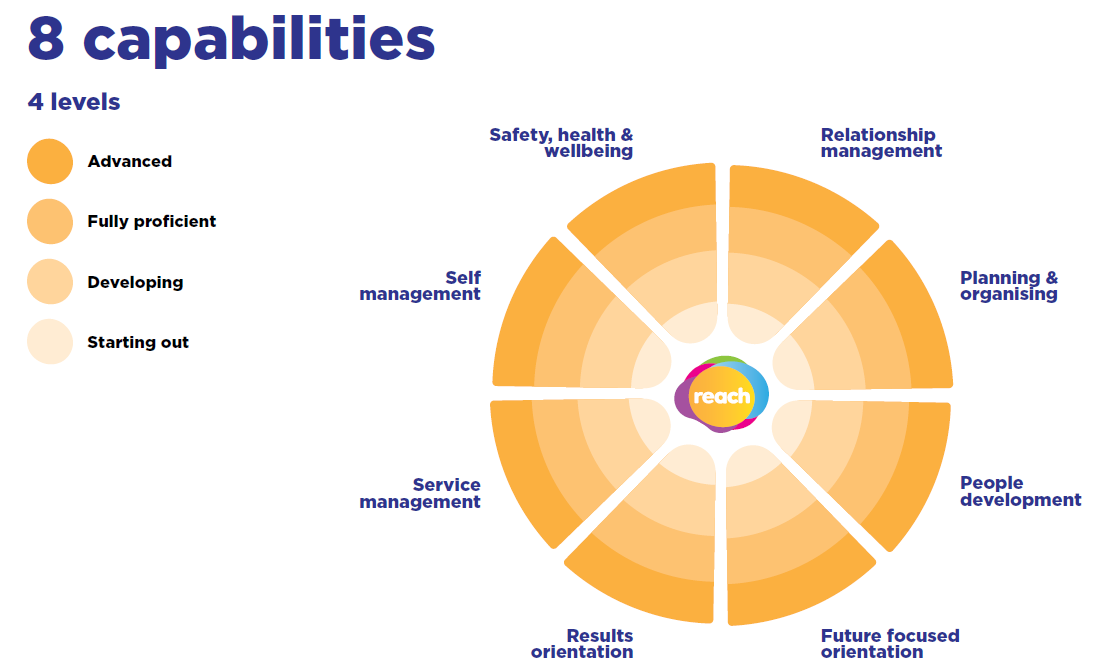 8 capabilities
4 levels
Advanced
Fully proficient
Developing
Starting out
Safety, health &
wellbeing
Relationship
management
Self
management
Planning &
organising
reach
Service
management
People
development
Results
orientation
Future focused
orientation